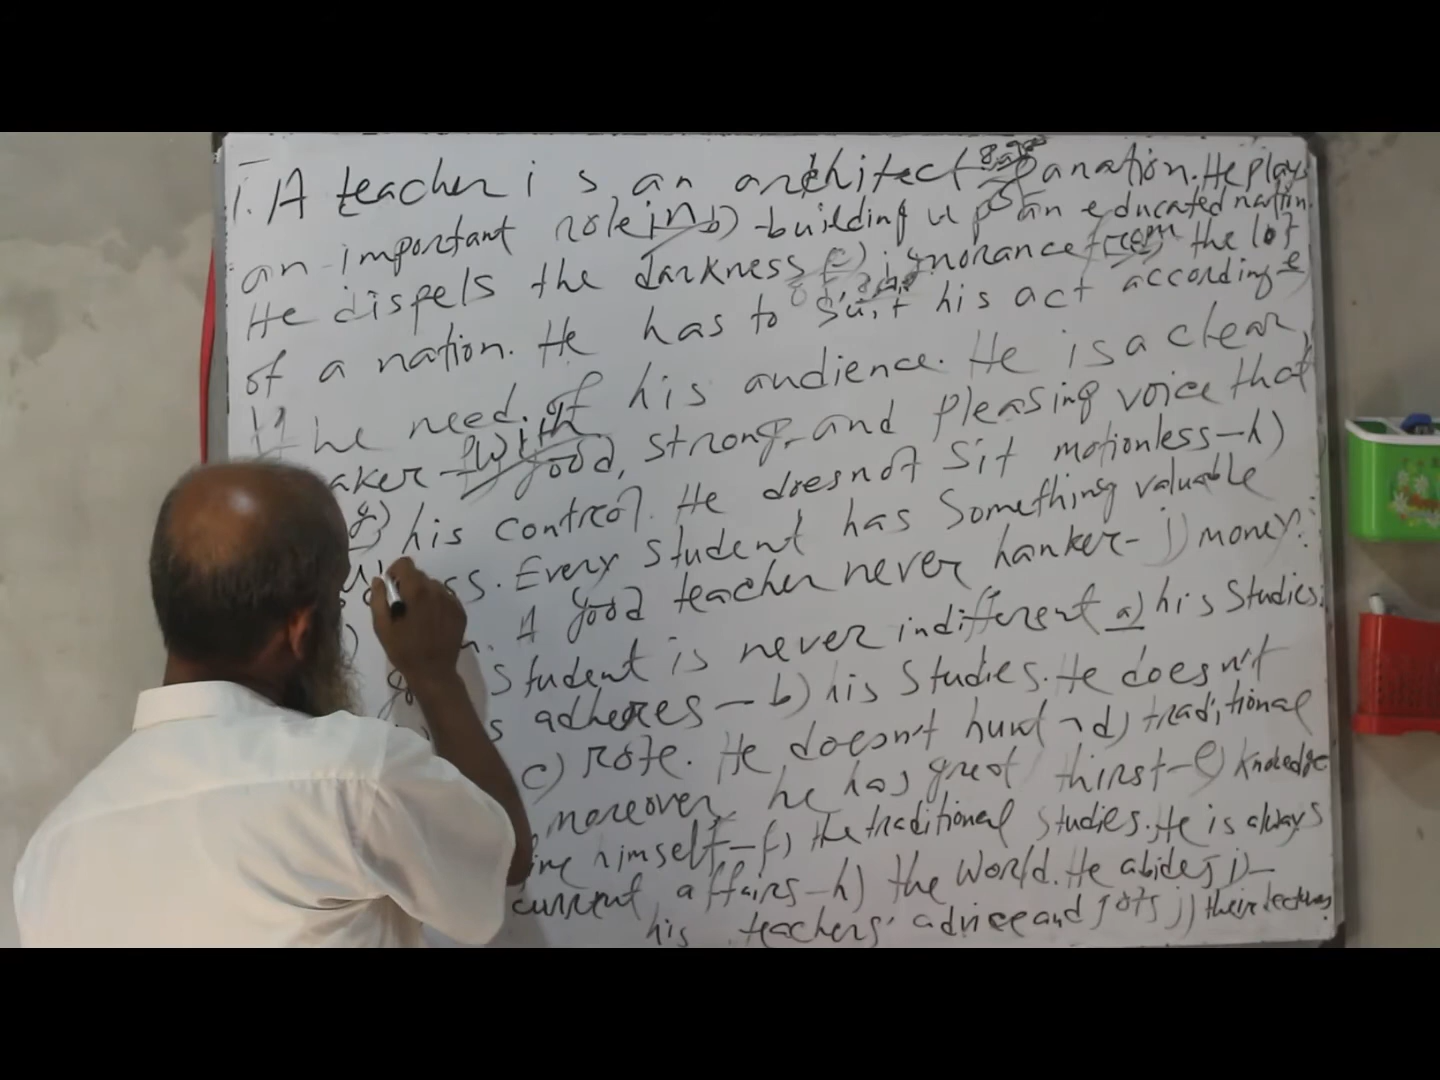 1. A teacher is an architect of a nation. He plays
an important role in b) building up an educated nation.
He dispels the darkness c) ignorance from the lot
of a nation. He has to suit his act according e
the need of his audience. He is a clear,
aker - with good, strong, and pleasing voice that
g) his control. He does not sit motionless - h)
ss. Every student has something valuable
A good teacher never hanker - j) money.
student is never indifferent a) his studies.
s adheres - b) his studies. He doesn't
c) rote. He doesn't hunt - d) traditional
moreover, he has great thirst - e) knoledge
himself - f) the traditional studies. He is always
current affairs - h) the world. He abides i) -
his teachers' advice and jots j) their lectures